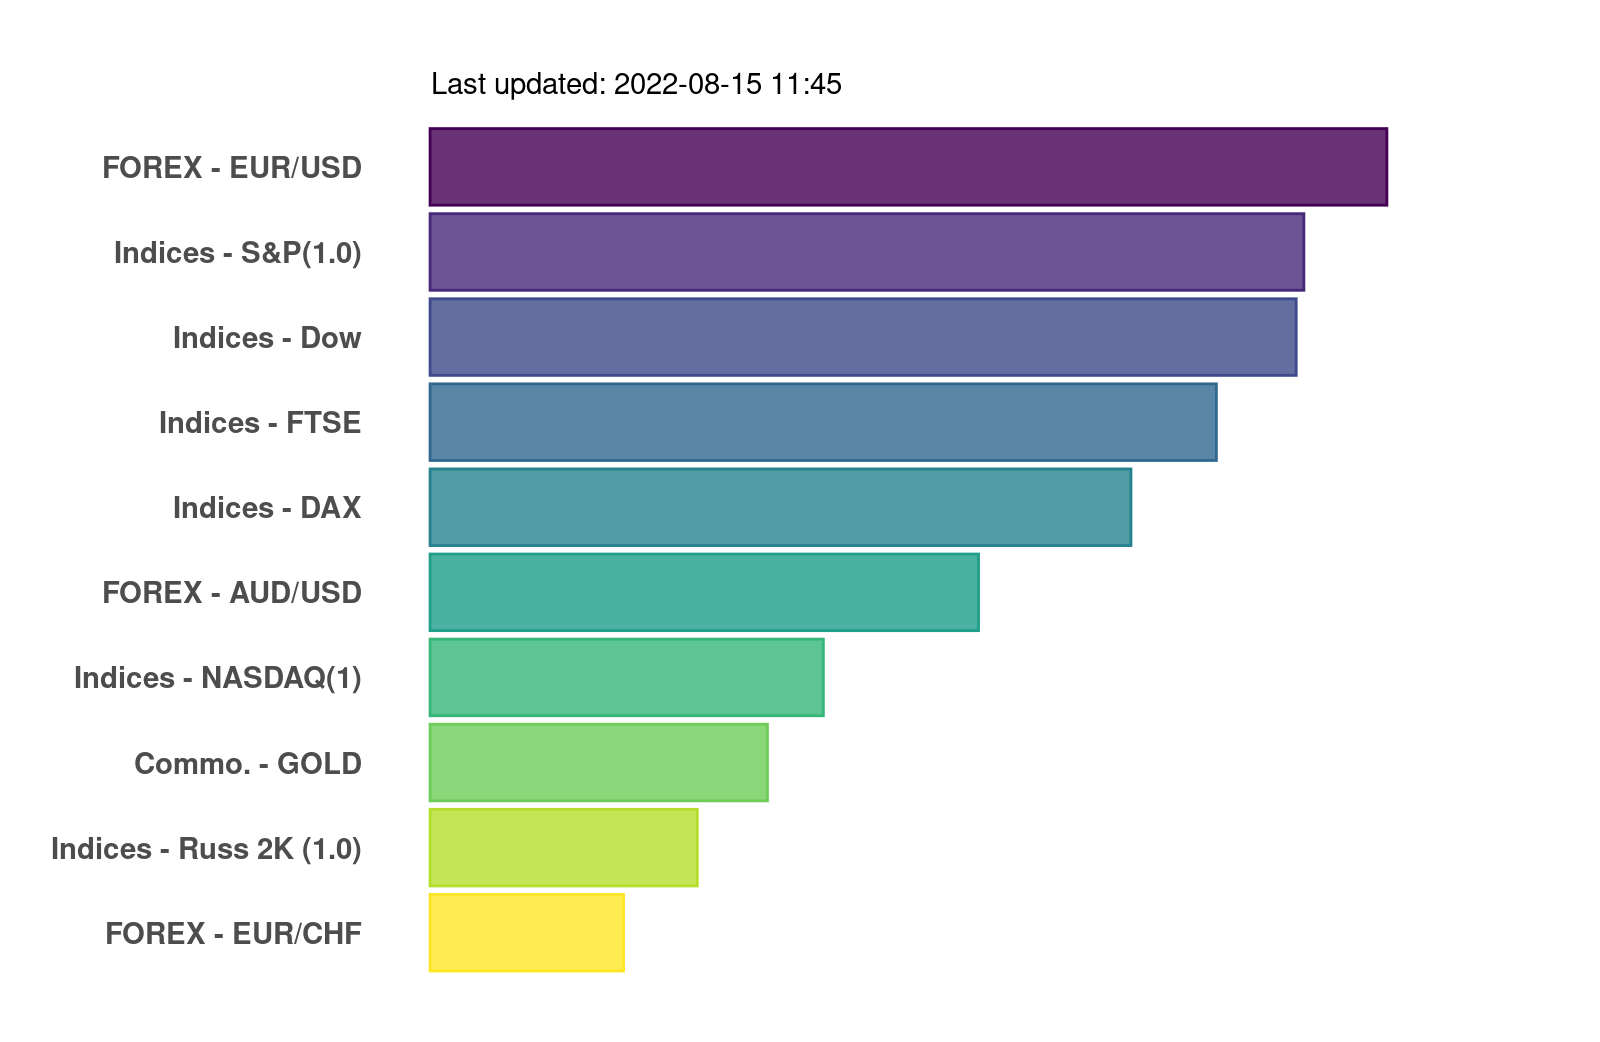 Last updated: 2022-08-15 11:45
FOREX - EUR/USD
Indices - S&P(1.0)
Indices - Dow
Indices - FTSE
Indices - DAX
FOREX - AUD/USD
Indices - NASDAQ(1)
Commo. - GOLD
Indices - Russ 2K (1.0)
FOREX - EUR/CHF